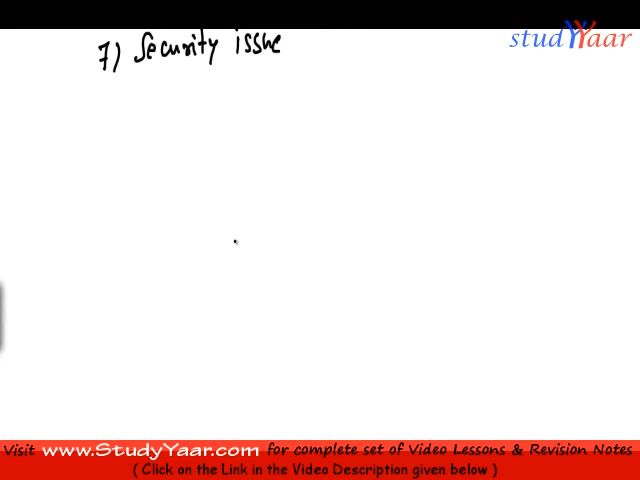 7) Security issue
studYYaar
Visit www.StudyYaar.com for complete set of Video Lessons & Revision Notes
( Click on the Link in the Video Description given below )